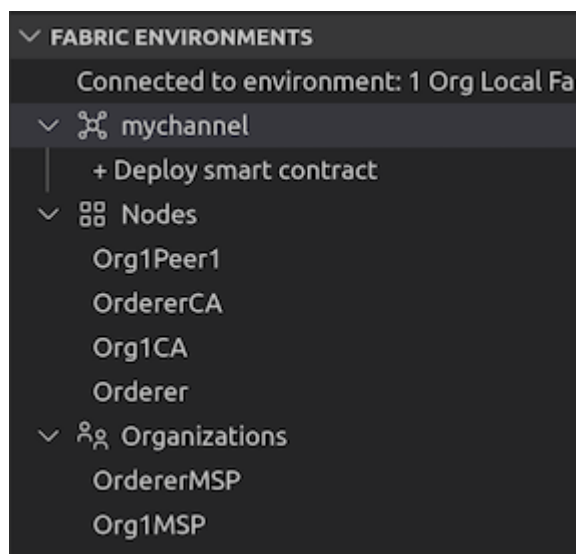 FABRIC ENVIRONMENTS
Connected to environment: 1 Org Local Fa
mychannel
+ Deploy smart contract
Nodes
Org1Peer1
OrdererCA
Org1CA
Orderer
Organizations
OrdererMSP
Org1MSP